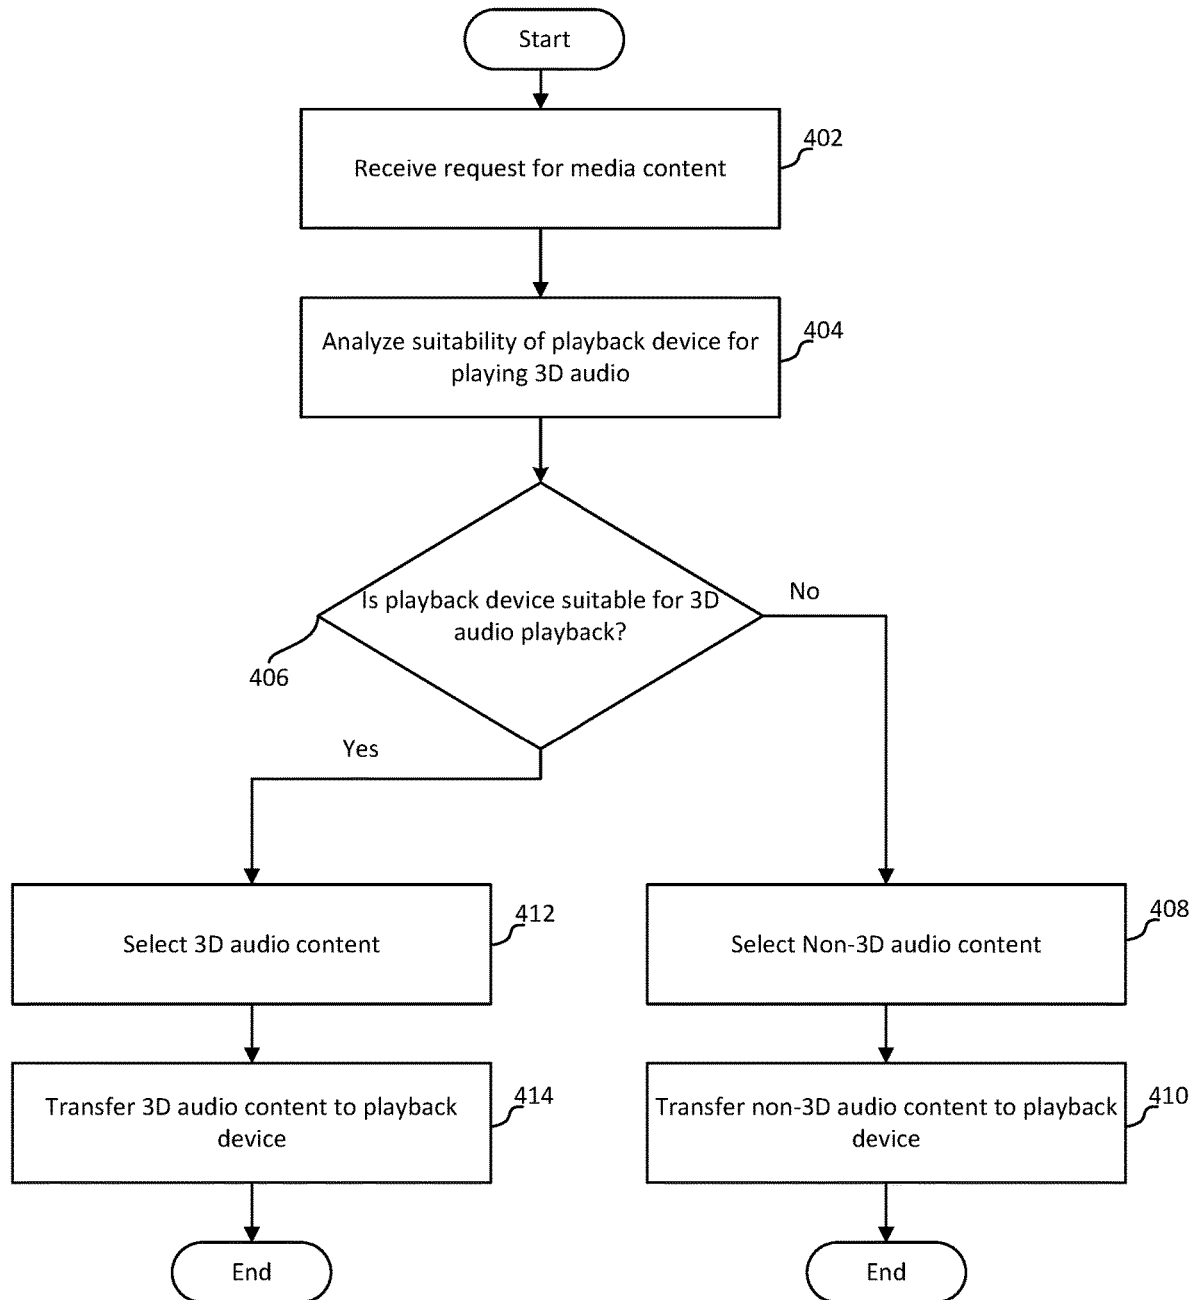 Start
Receive request for media content
402
Analyze suitability of playback device for
playing 3D audio
404
Is playback device suitable for 3D
audio playback?
406
No
Yes
Select 3D audio content
412
Select Non-3D audio content
408
Transfer 3D audio content to playback
device
414
Transfer non-3D audio content to playback
device
410
End
End